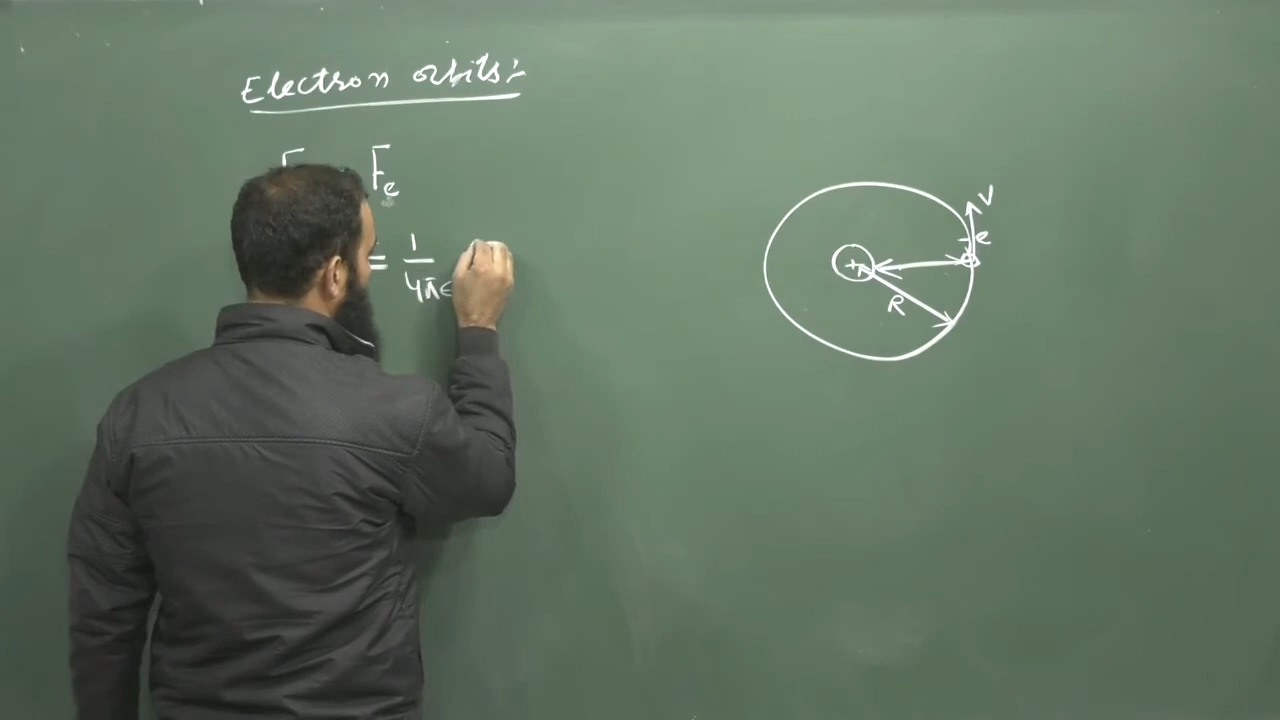 Electron orbits:-
F Fe
= 1
4πϵ
V
-e
+
R